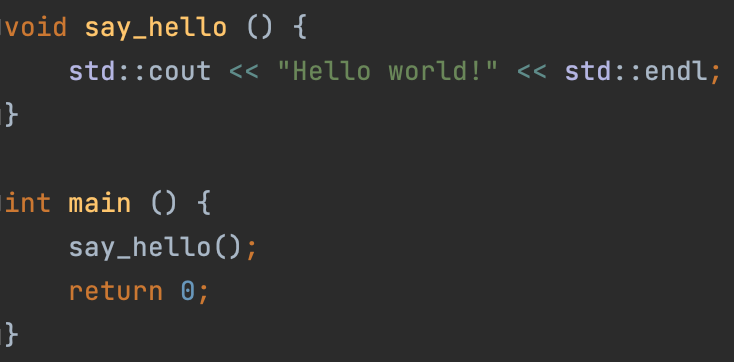 void say_hello () {
    std::cout << "Hello world!" << std::endl;
}

int main () {
    say_hello();
    return 0;
}